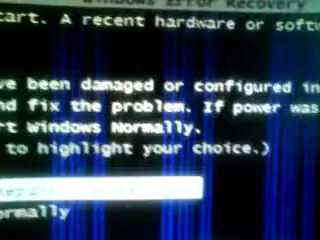 Windows Error Recovery
tart. A recent hardware or softw
ve been damaged or configured in
nd fix the problem. If power was
rt Windows Normally.
to highlight your choice.)
ormally